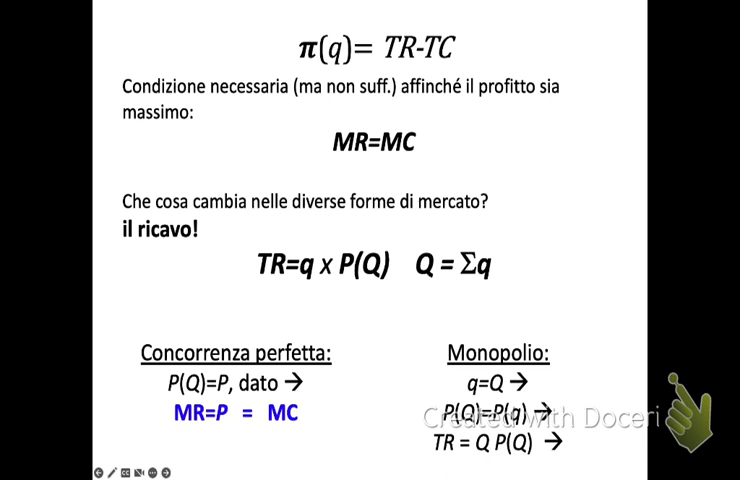 π(q)= TR-TC
Condizione necessaria (ma non suff.) affinché il profitto sia
massimo:
MR=MC
Che cosa cambia nelle diverse forme di mercato?
il ricavo!
TR=q x P(Q) Q = Σq
Concorrenza perfetta:
P(Q)=P, dato →
MR=P = MC
Monopolio:
q=Q →
P(Q)=P(q) →
TR = Q P(Q) →
Created with Doceri